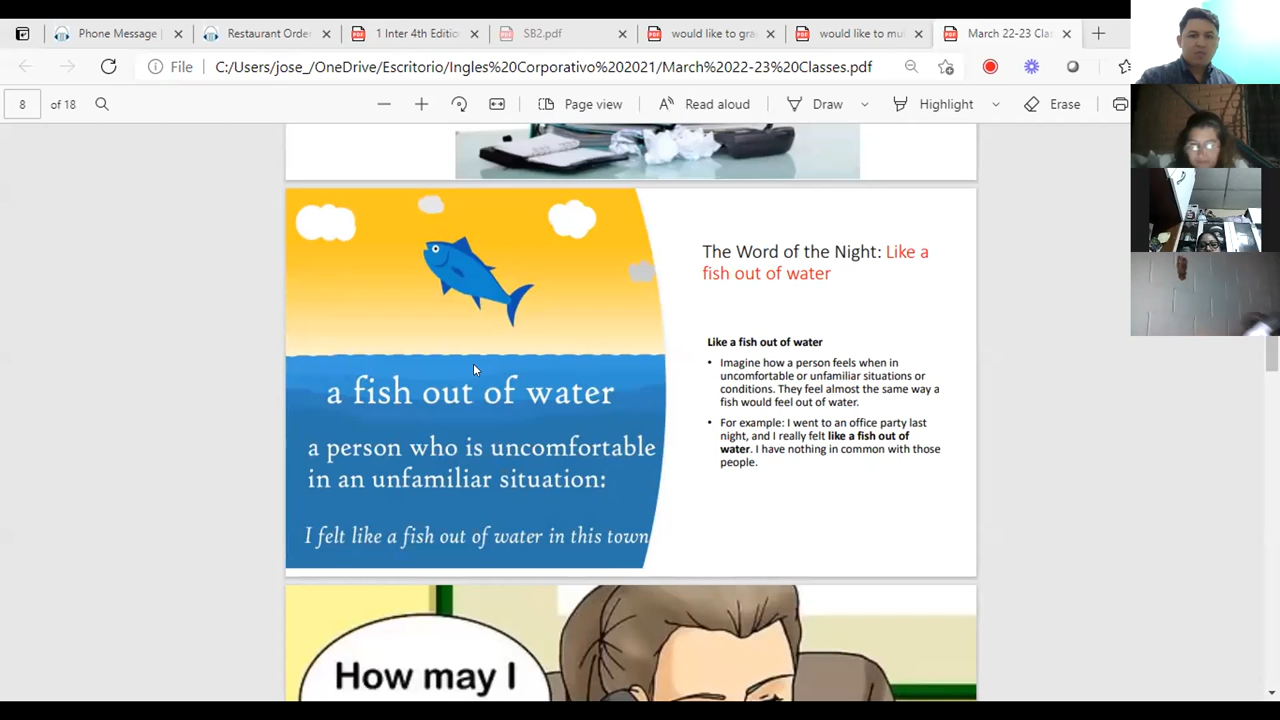 Phone Message
Restaurant Orde
1 Inter 4th Editio
SB2.pdf
would like to gra
would like to mu
March 22-23 Cla
File
C:/Users/jose_/OneDrive/Escritorio/Ingles%20Corporativo%202021/March%2022-23%20Classes.pdf
8 of 18
Page view
Read aloud
Draw
Highlight
Erase
a fish out of water
a person who is uncomfortable
in an unfamiliar situation:
I felt like a fish out of water in this town
The Word of the Night: Like a
fish out of water
Like a fish out of water
• Imagine how a person feels when in
uncomfortable or unfamiliar situations or
conditions. They feel almost the same way a
fish would feel out of water.
• For example: I went to an office party last
night, and I really felt like a fish out of
water. I have nothing in common with those
people.
How may I